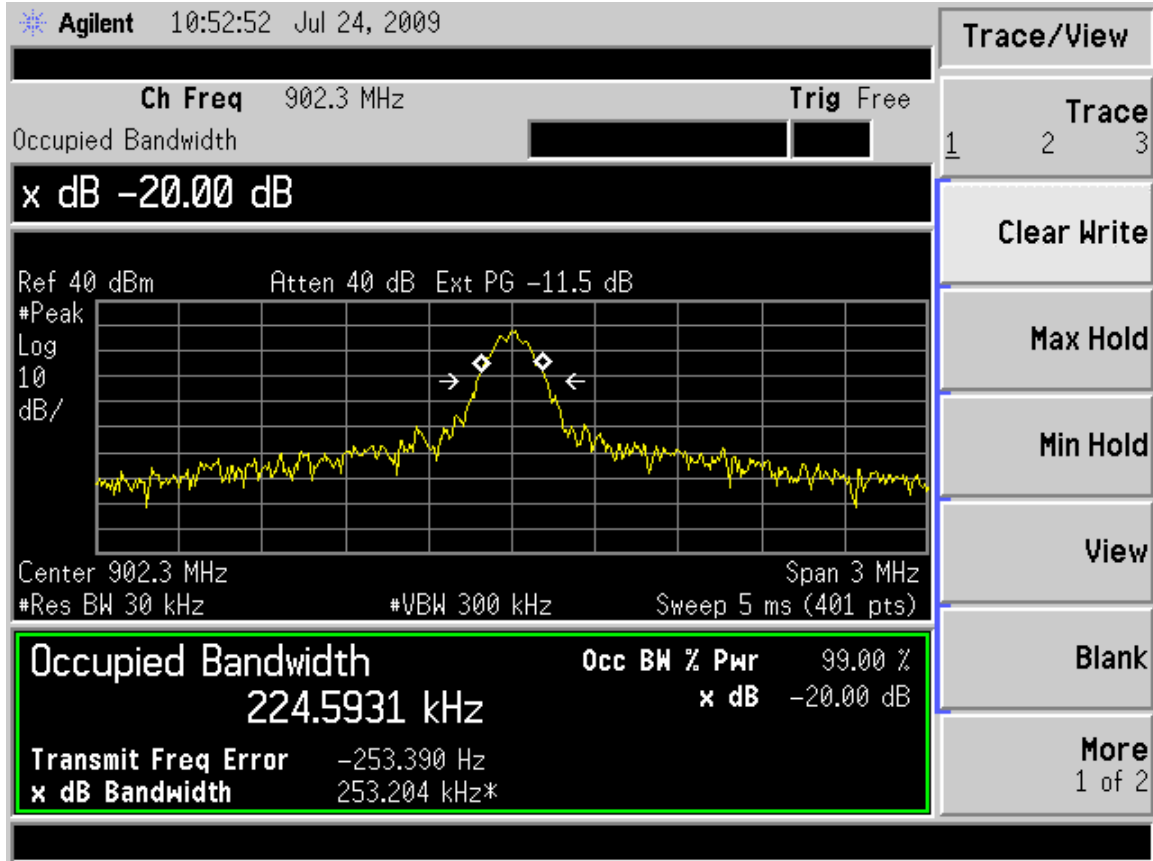 Agilent 10:52:52 Jul 24, 2009
Trace/View
Ch Freq 902.3 MHz Trig Free
Occupied Bandwidth
Trace
1 2 3
x dB -20.00 dB
Clear Write
Ref 40 dBm Atten 40 dB Ext PG -11.5 dB
#Peak
Log
10
dB/
Max Hold
Min Hold
View
Center 902.3 MHz Span 3 MHz
#Res BW 30 kHz #VBW 300 kHz Sweep 5 ms (401 pts)
Occupied Bandwidth
224.5931 kHz
Occ BW % Pwr 99.00 %
x dB -20.00 dB
Transmit Freq Error -253.390 Hz
x dB Bandwidth 253.204 kHz*
Blank
More
1 of 2